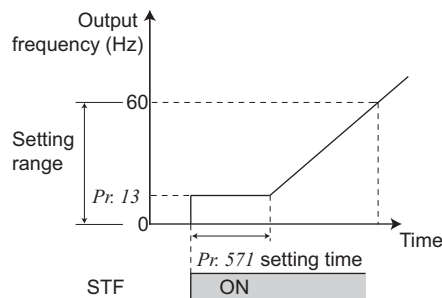 Output
frequency (Hz)
60
Setting
range
Pr. 13
0
Time
Pr. 571 setting time
STF ON